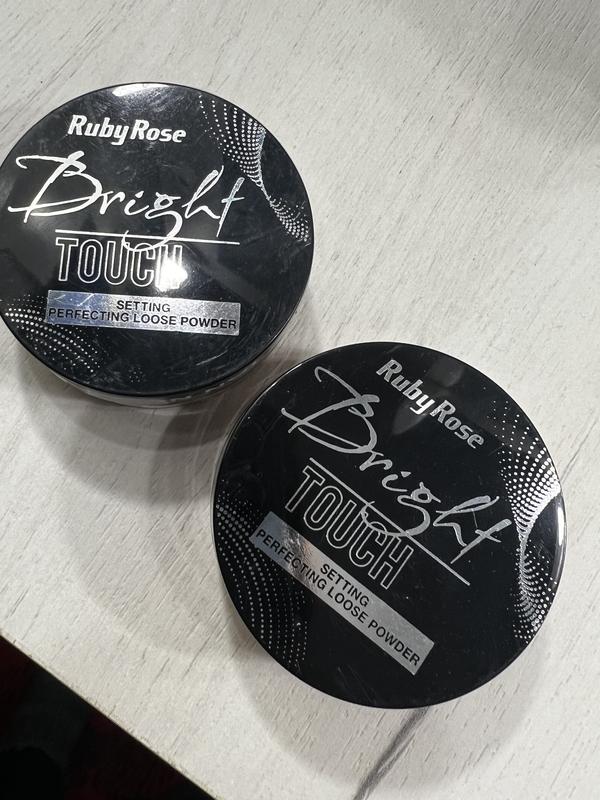 Ruby Rose
Bright
TOUCH
SETTING
PERFECTING LOOSE POWDER
Ruby Rose
Bright
TOUCH
SETTING
PERFECTING LOOSE POWDER